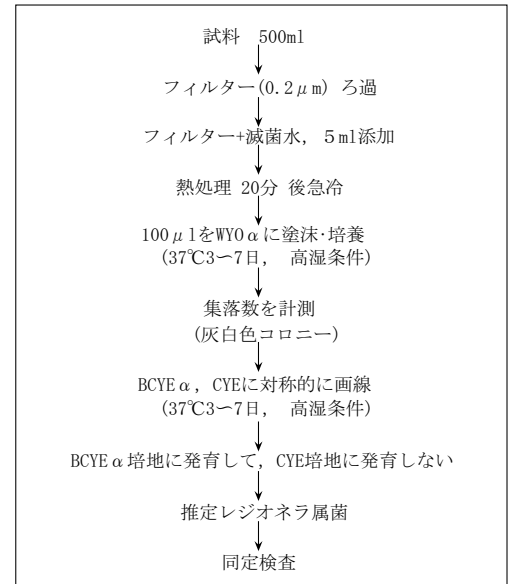 試料　500ml
フィルター(0.2μm) ろ過
フィルター+滅菌水, 5ml添加
熱処理 20分 後急冷
100μlをWYOαに塗沫･培養
(37℃3〜7日, 高湿条件)
集落数を計測
(灰白色コロニー)
BCYEα, CYEに対称的に画線
(37℃3〜7日, 高湿条件)
BCYEα培地に発育して, CYE培地に発育しない
推定レジオネラ属菌
同定検査